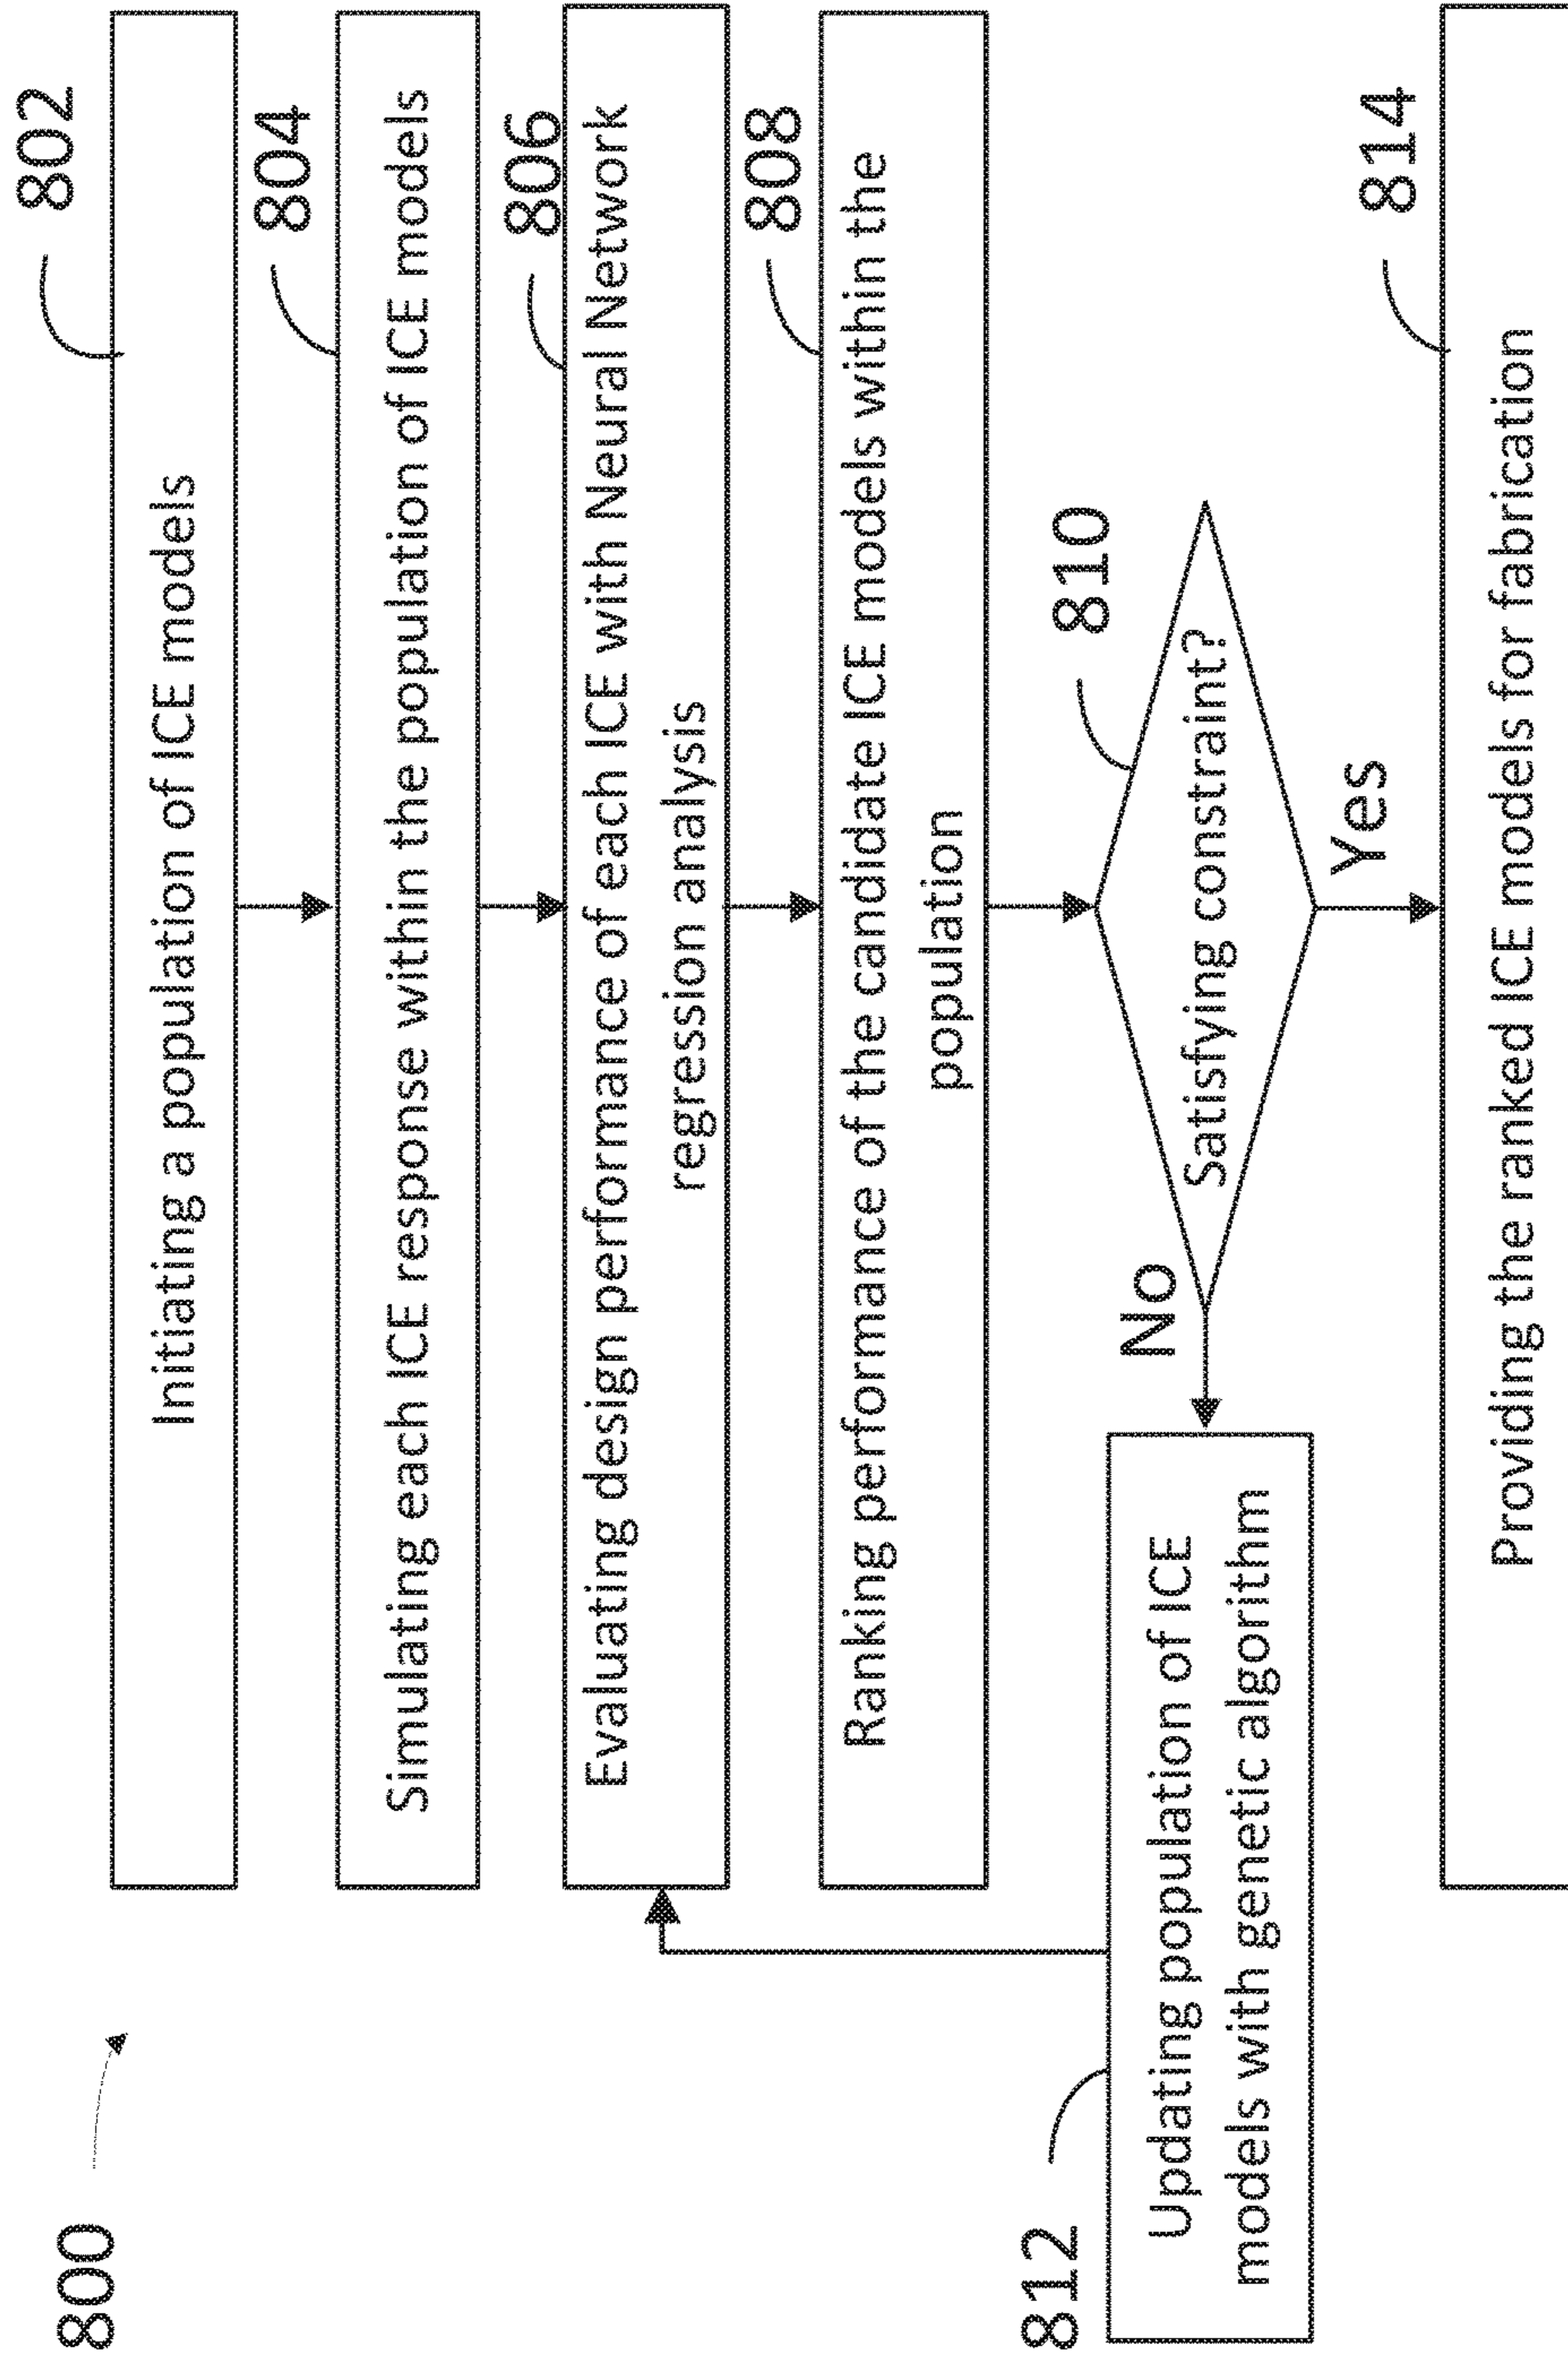 800
802
Initiating a population of ICE models
804
Simulating each ICE response within the population of ICE models
806
Evaluating design performance of each ICE with Neural Network
regression analysis
808
Ranking performance of the candidate ICE models within the
population
810
Satisfying constraint?
No
Yes
812
Updating population of ICE
models with genetic algorithm
814
Providing the ranked ICE models for fabrication